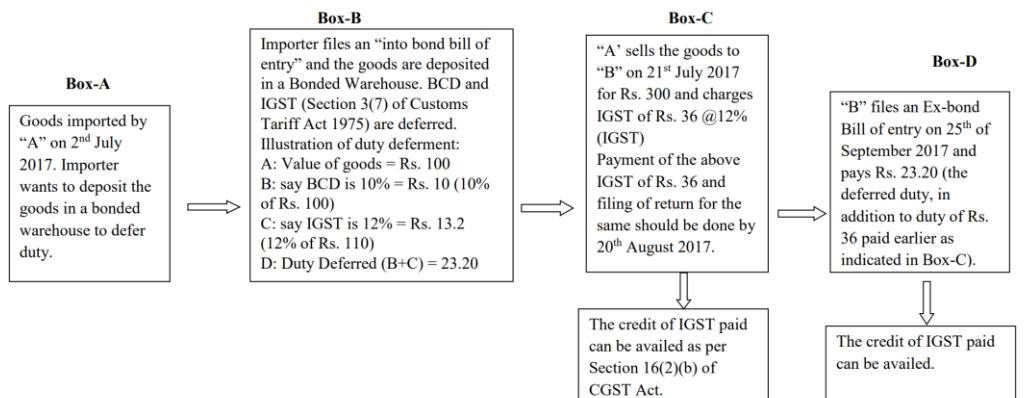 Box-A
Goods imported by
“A” on 2nd July
2017. Importer
wants to deposit the
goods in a bonded
warehouse to defer
duty.
Box-B
Importer files an “into bond bill of
entry” and the goods are deposited
in a Bonded Warehouse. BCD and
IGST (Section 3(7) of Customs
Tariff Act 1975) are deferred.
Illustration of duty deferment:
A: Value of goods = Rs. 100
B: say BCD is 10% = Rs. 10 (10%
of Rs. 100)
C: say IGST is 12% = Rs. 13.2
(12% of Rs. 110)
D: Duty Deferred (B+C) = 23.20
Box-C
“A’ sells the goods to
“B” on 21st July 2017
for Rs. 300 and charges
IGST of Rs. 36 @12%
(IGST)
Payment of the above
IGST of Rs. 36 and
filing of return for the
same should be done by
20th August 2017.
The credit of IGST paid
can be availed as per
Section 16(2)(b) of
CGST Act.
Box-D
“B” files an Ex-bond
Bill of entry on 25th of
September 2017 and
pays Rs. 23.20 (the
deferred duty, in
addition to duty of Rs.
36 paid earlier as
indicated in Box-C).
The credit of IGST paid
can be availed.